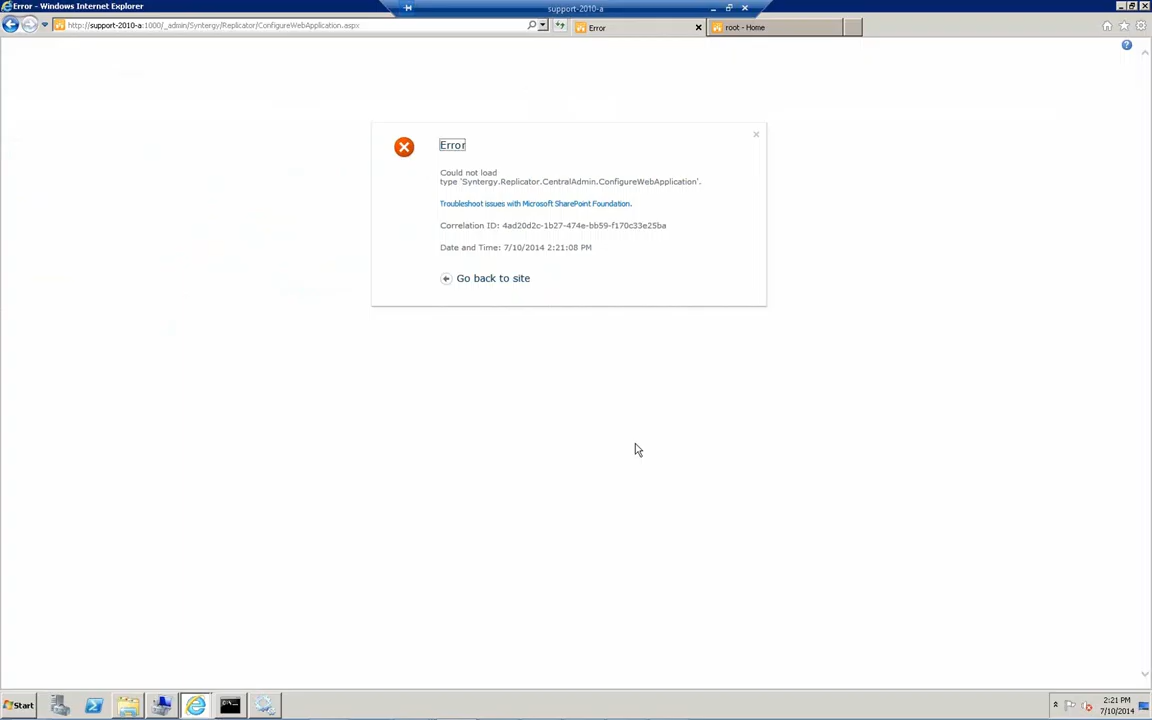 Error - Windows Internet Explorer
support-2010-a
http://support-2010-a:1000/_admin/Syntergy/Replicator/ConfigureWebApplication.aspx
Error
root - Home
Error
Could not load
type 'Syntergy.Replicator.CentralAdmin.ConfigureWebApplication'.
Troubleshoot issues with Microsoft SharePoint Foundation.
Correlation ID: 4ad20d2c-1b27-474e-bb59-f170c33e25ba
Date and Time: 7/10/2014 2:21:08 PM
Go back to site
Start
2:21 PM
7/10/2014